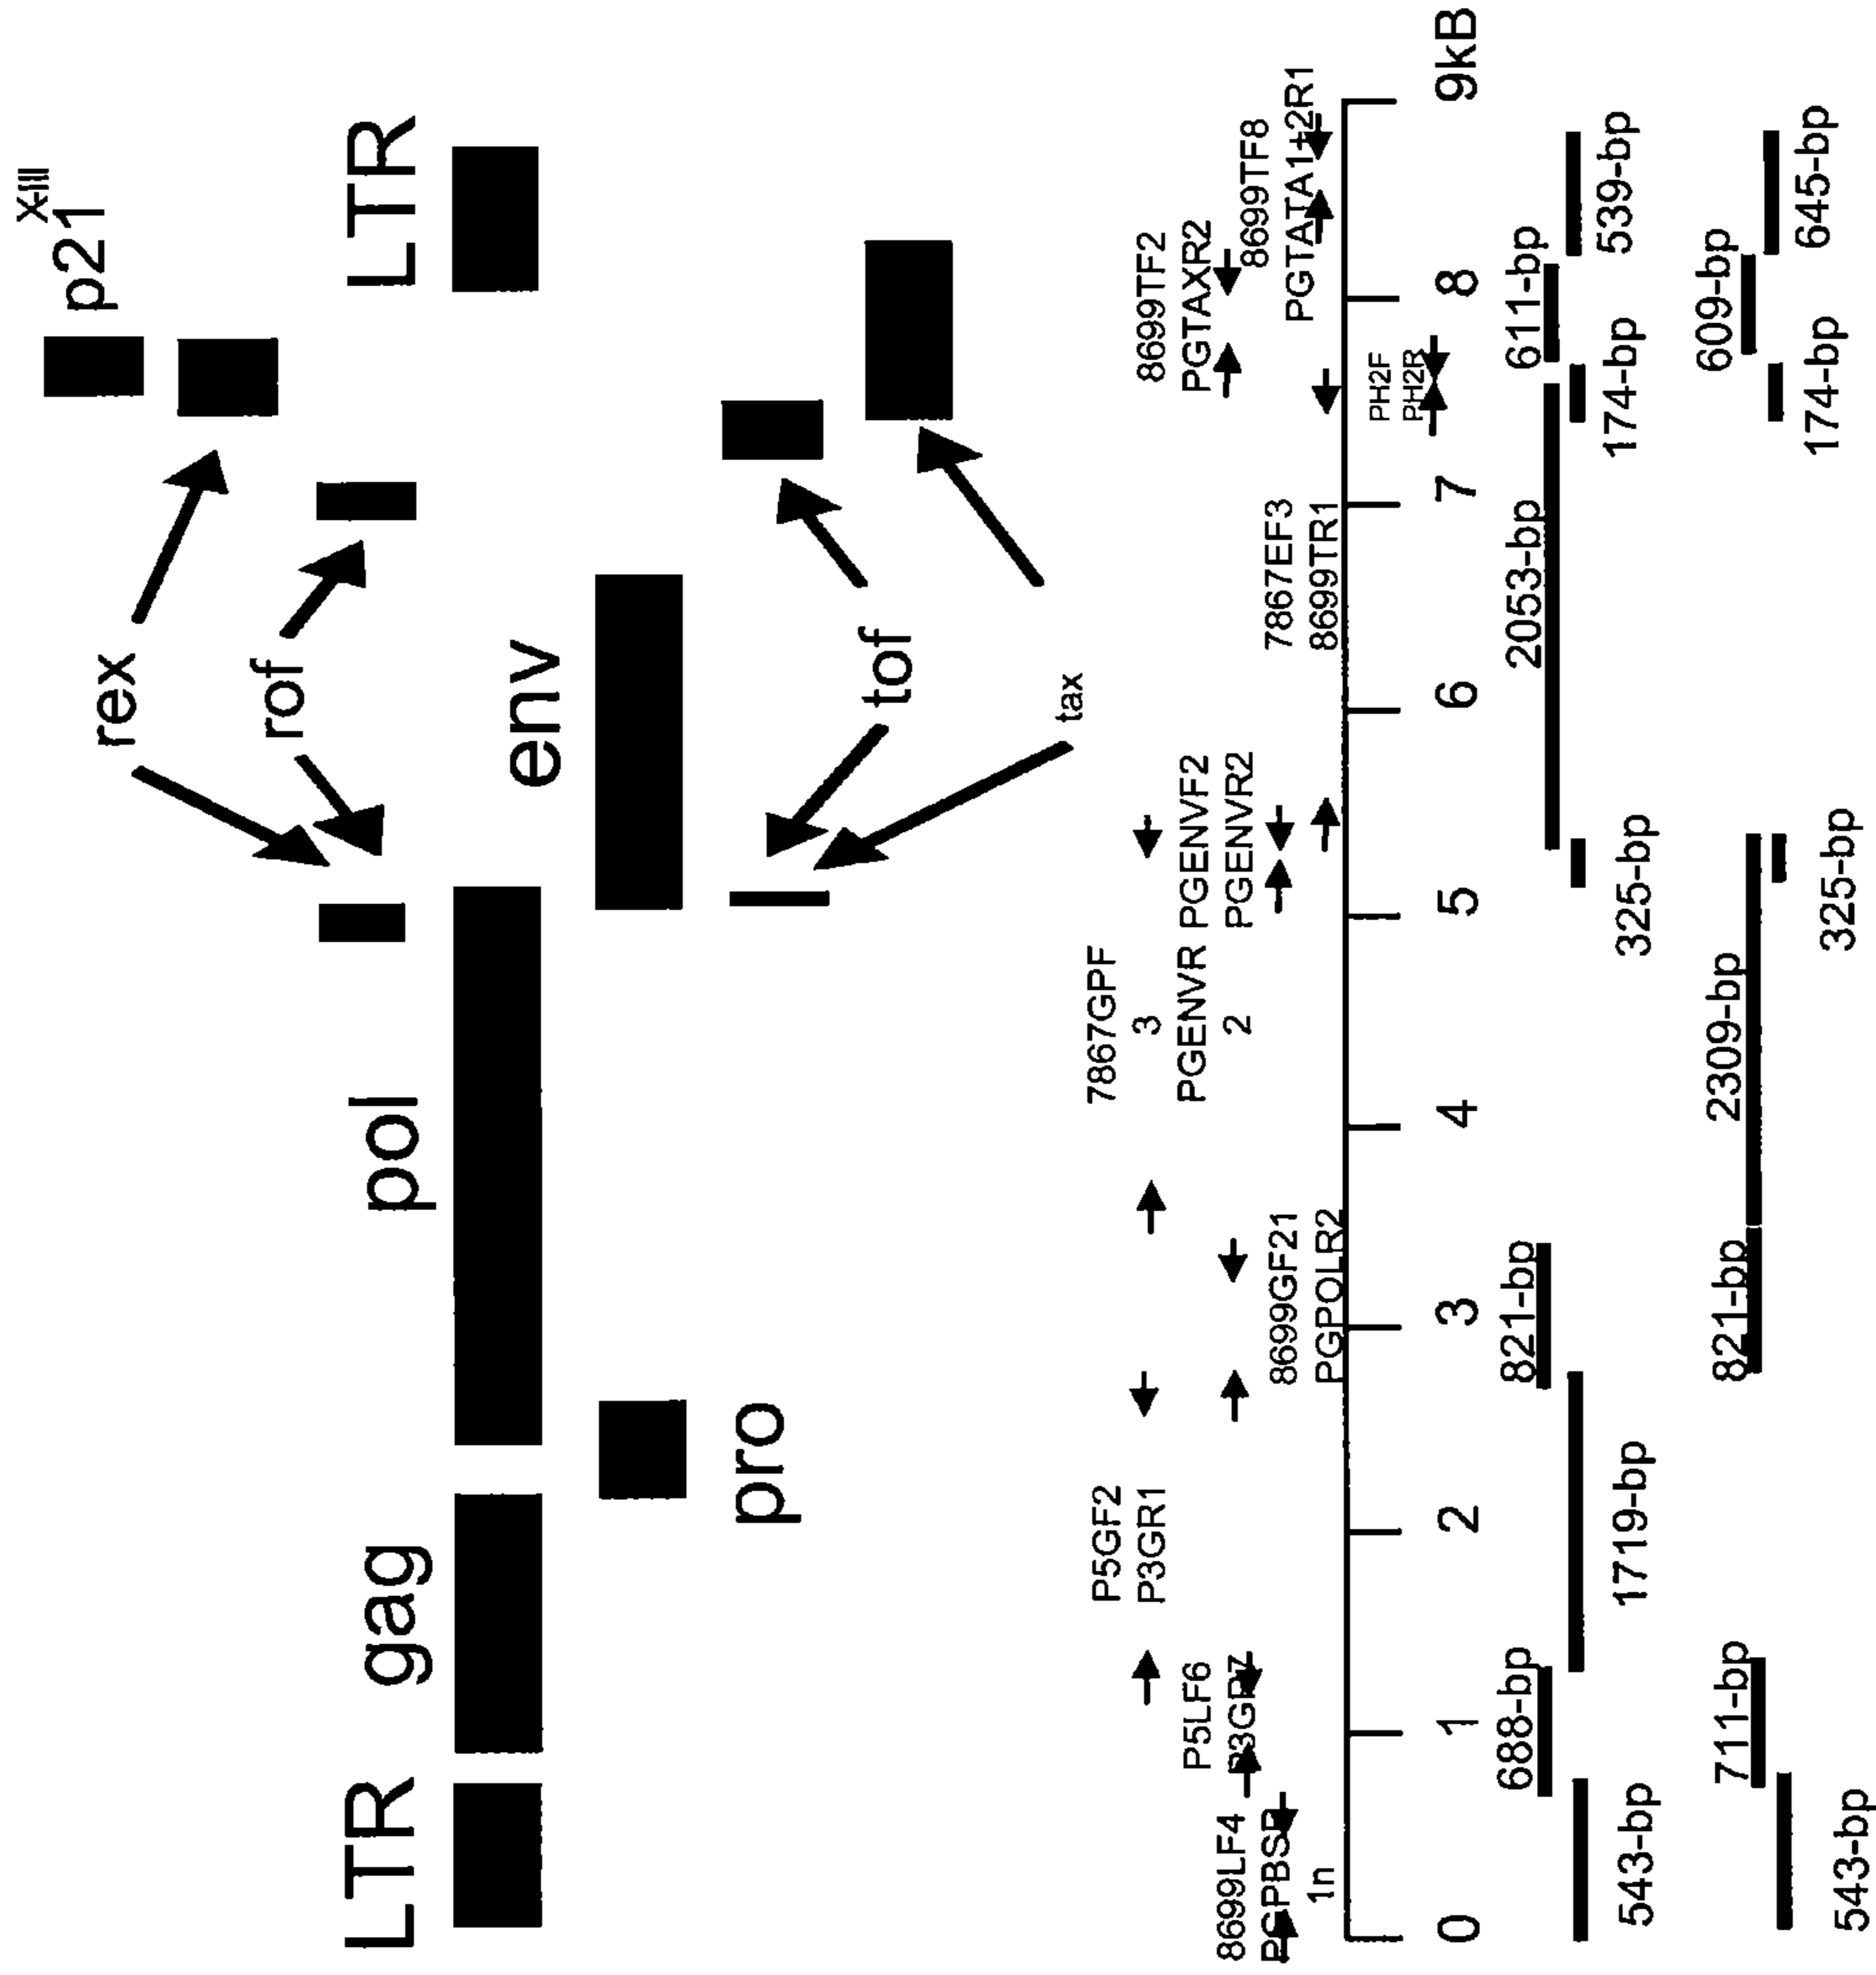 X-III
p21
rex
rof
LTR
gag
pol
env
LTR
pro
tof
tax
7867GPF
3
PGENVR
2
P5GF2
P3GR1
PGENVF2
PGENVR2
8699TF2
PGTAXR2
P5LF6
P3GR7
8699GF21
PGPOLR2
7867EF3
8699TR1
8699TF8
PGTATA1+2R1
8699LF4
1n
PH2F
PH2R
0 1 2 3 4 5 6 7 8 9kB
688-bp
821-bp
2053-bp
611-bp
543-bp
1719-bp
325-bp
174-bp
539-bp
711-bp
821-bp
2309-bp
609-bp
543-bp
325-bp
174-bp
645-bp